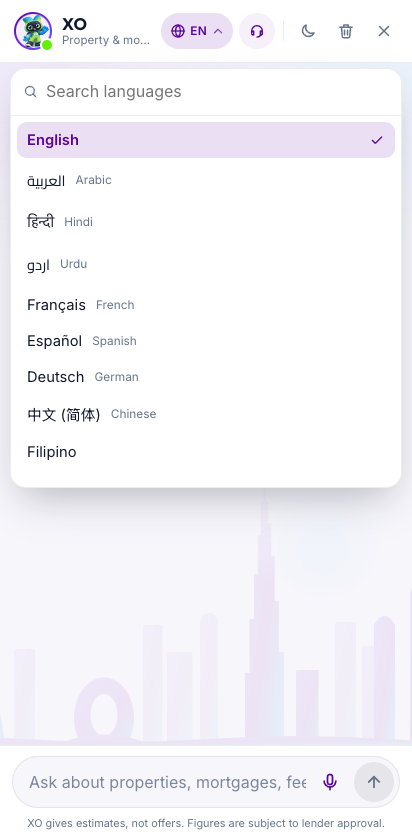 XO
Property & mo...
EN
Search languages
English
العربية Arabic
हिन्दी Hindi
اردو Urdu
Français French
Español Spanish
Deutsch German
中文 (简体) Chinese
Filipino
Ask about properties, mortgages, fee
XO gives estimates, not offers. Figures are subject to lender approval.